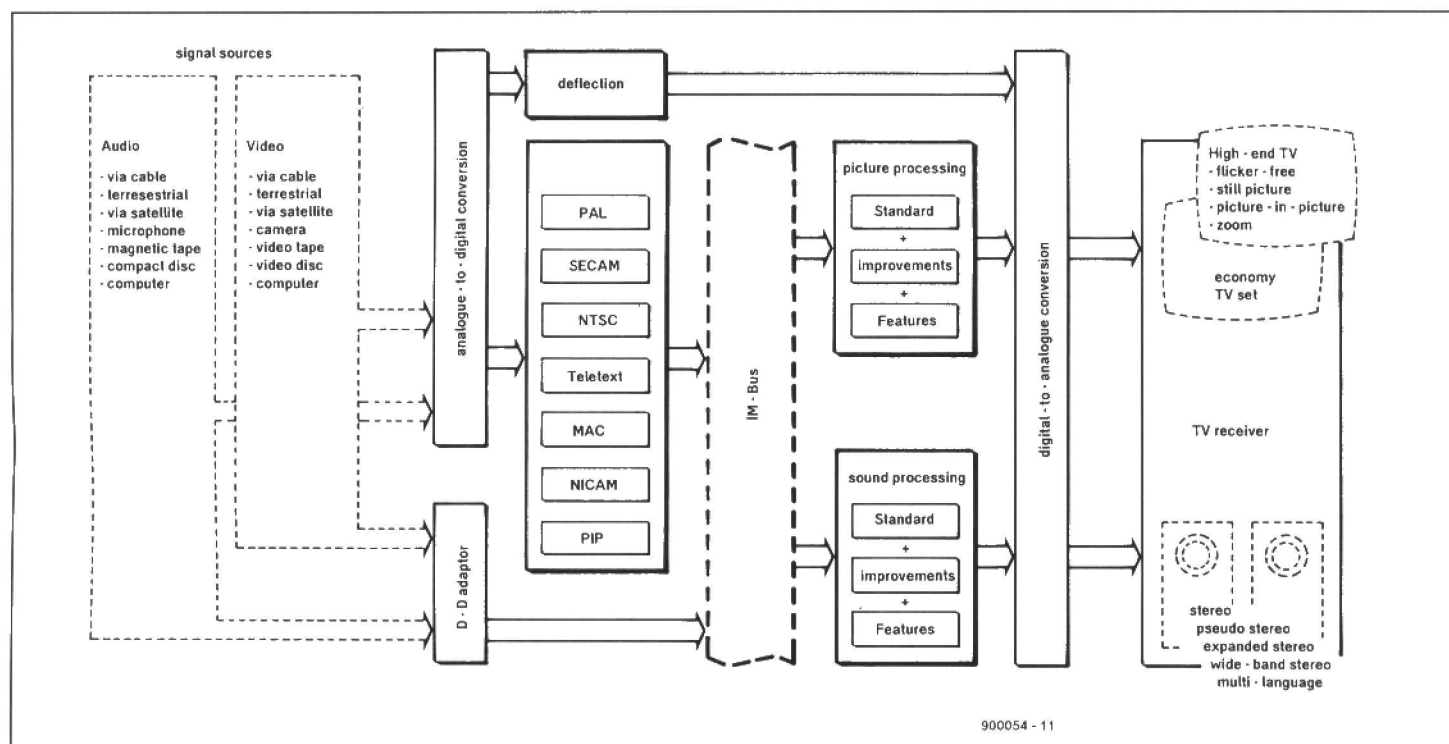 signal sources
Audio
- via cable
- lerresestrial
- via satellite
- microphone
- magnetic tape
- compact disc
- computer
Video
- via cable
- terrestrial
- via satellite
- camera
- video tape
- video disc
- computer
analogue - to - digital conversion
D - D adaptor
deflection
PAL
SECAM
NTSC
Teletext
MAC
NICAM
PIP
IM - Bus
picture processing
Standard
+
improvements
+
Features
sound processing
Standard
+
improvements
+
Features
digital - to - analogue conversion
High - end TV
- flicker - free
- still picture
- picture - in - picture
- zoom
economy
TV set
TV receiver
stereo
pseudo stereo
expanded stereo
wide - band stereo
multi - language
900054 - 11